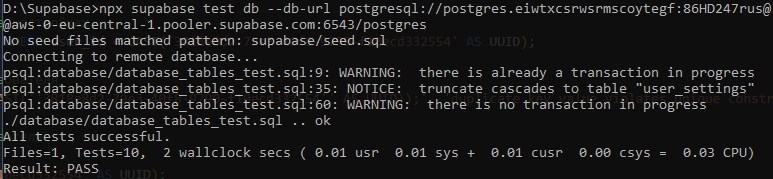 D:\Supabase>npx supabase test db --db-url postgresql://postgres.eiwtxcsrwsrmscoytegf:86HD247rus@
@aws-0-eu-central-1.pooler.supabase.com:6543/postgres
No seed files matched pattern: supabase/seed.sql
Connecting to remote database...
psql:database/database_tables_test.sql:9: WARNING:  there is already a transaction in progress
psql:database/database_tables_test.sql:35: NOTICE:  truncate cascades to table "user_settings"
psql:database/database_tables_test.sql:60: WARNING:  there is no transaction in progress
./database/database_tables_test.sql .. ok
All tests successful.
Files=1, Tests=10,  2 wallclock secs ( 0.01 usr  0.01 sys +  0.01 cusr  0.00 csys =  0.03 CPU)
Result: PASS